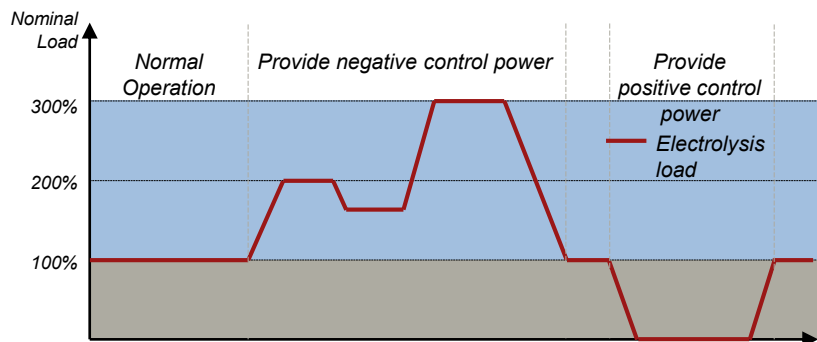 Nominal
Load
Normal
Operation
Provide negative control power
Provide
positive control
power
Electrolysis
load
300%
200%
100%